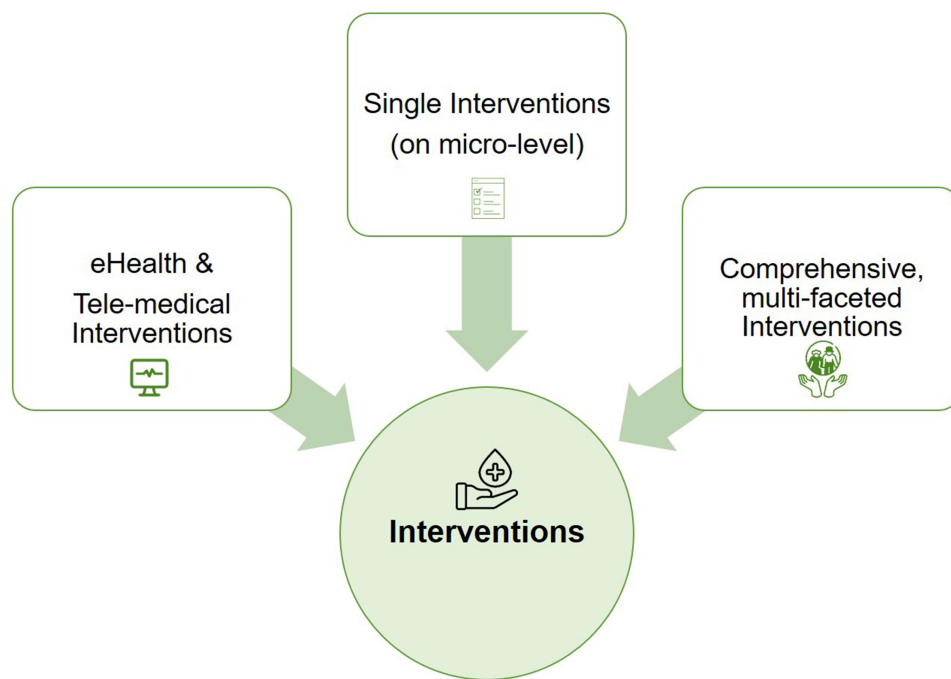 Single Interventions
(on micro-level)
eHealth &
Tele-medical
Interventions
Comprehensive,
multi-faceted
Interventions
Interventions